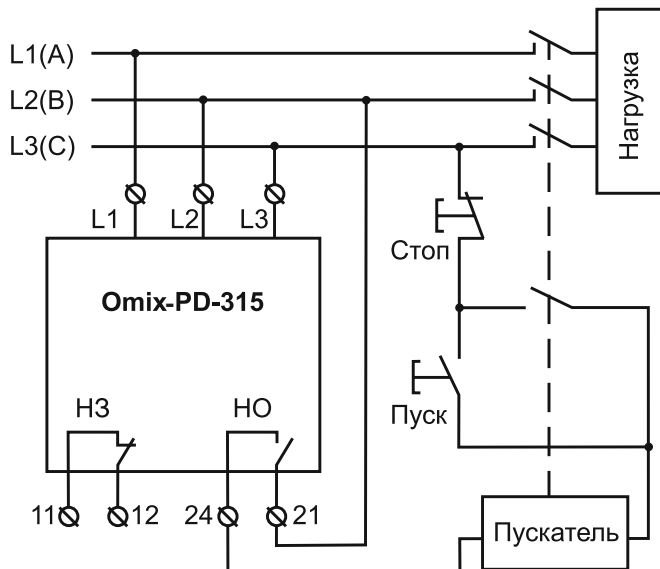 L1(A)
L2(B)
L3(C)
Нагрузка
L1
L2
L3
Стоп
Omix-PD-315
НЗ
НО
Пуск
11
12
24
21
Пускатель